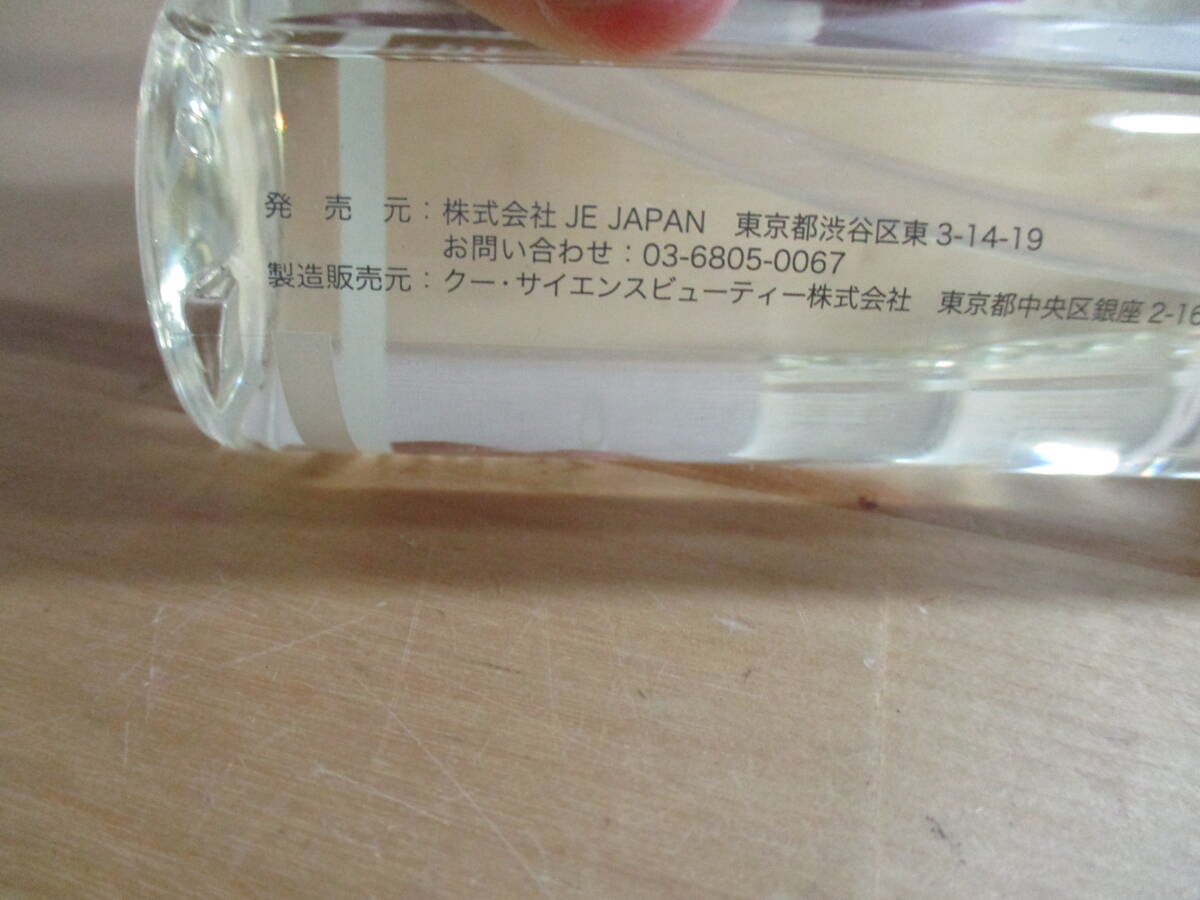 発売元：株式会社 JE JAPAN 東京都渋谷区東 3-14-19
お問い合わせ：03-6805-0067
製造販売元：クー・サイエンスビューティー株式会社 東京都中央区銀座 2-16